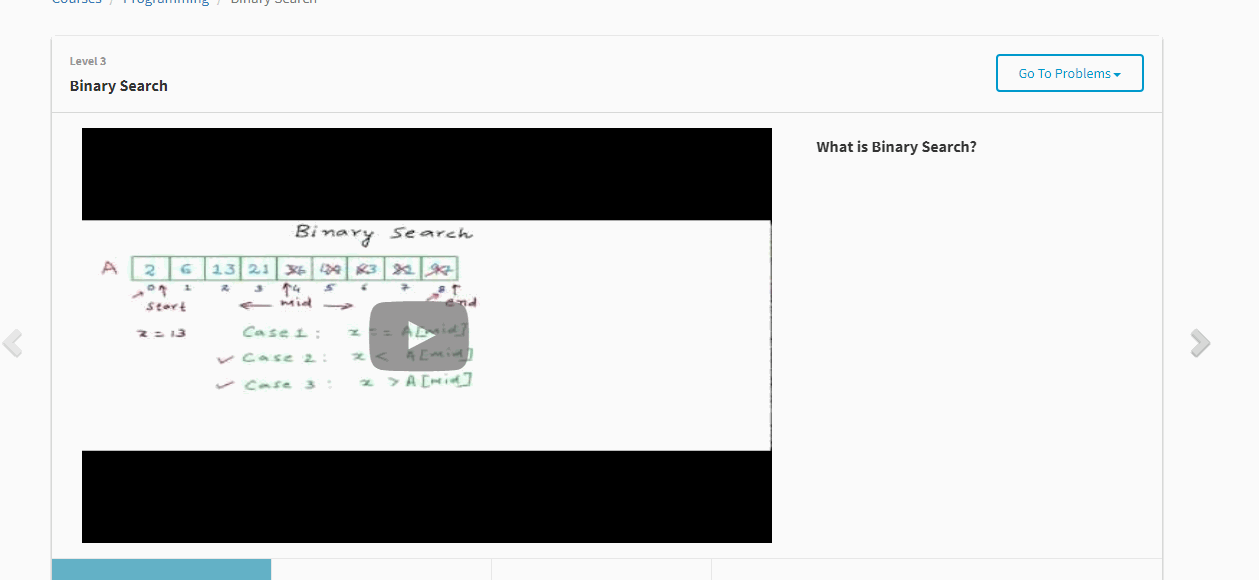 Courses / Programming / Binary Search
Level 3
Binary Search
Go To Problems
What is Binary Search?
Binary Search
A 2 6 13 21 36 63 97
0 1 2 3 4 5 6 7 8
start mid end
x = 13
Case 1 : x == A[mid]
Case 2 : x < A[mid]
Case 3 : x > A[mid]